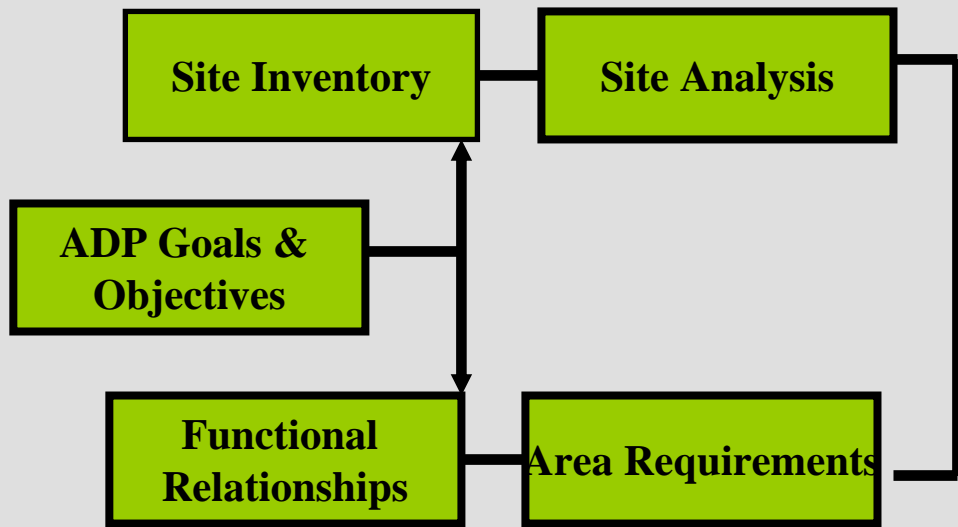 Site Inventory
Site Analysis
ADP Goals &
Objectives
Functional
Relationships
Area Requirements